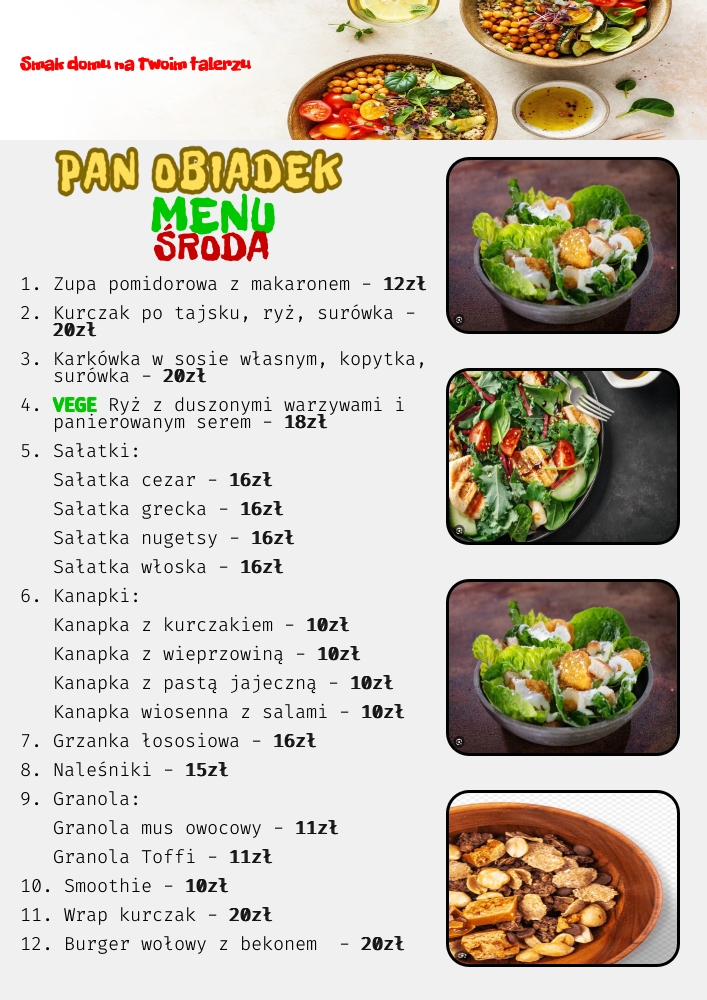 Smak domu na Twoim talerzu
PAN OBIADEK
MENU
ŚRODA
1. Zupa pomidorowa z makaronem - 12zł
2. Kurczak po tajsku, ryż, surówka -
20zł
3. Karkówka w sosie własnym, kopytka,
surówka - 20zł
4. VEGE Ryż z duszonymi warzywami i
panierowanym serem - 18zł
5. Sałatki:
Sałatka cezar - 16zł
Sałatka grecka - 16zł
Sałatka nugetsy - 16zł
Sałatka włoska - 16zł
6. Kanapki:
Kanapka z kurczakiem - 10zł
Kanapka z wieprzowiną - 10zł
Kanapka z pastą jajeczną - 10zł
Kanapka wiosenna z salami - 10zł
7. Grzanka łososiowa - 16zł
8. Naleśniki - 15zł
9. Granola:
Granola mus owocowy - 11zł
Granola Toffi - 11zł
10. Smoothie - 10zł
11. Wrap kurczak - 20zł
12. Burger wołowy z bekonem  - 20zł